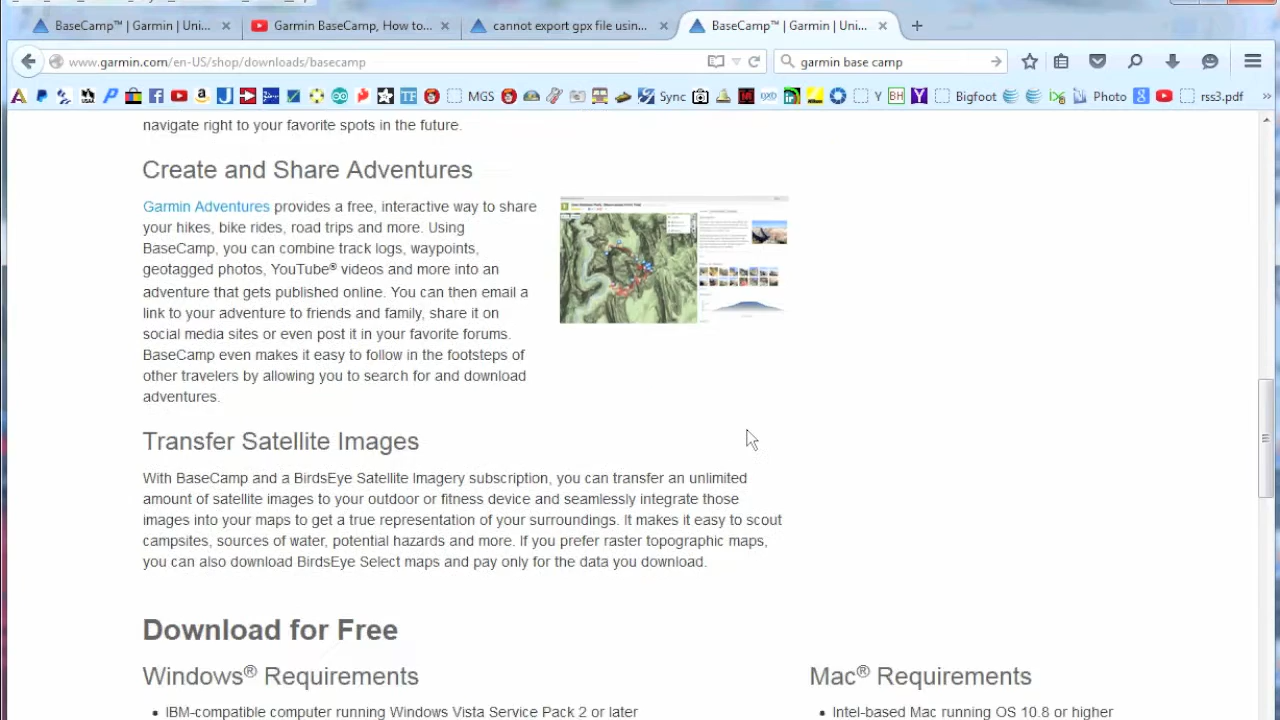 BaseCamp™ | Garmin | Uni...
Garmin BaseCamp, How to...
cannot export gpx file usin...
BaseCamp™ | Garmin | Uni...
www.garmin.com/en-US/shop/downloads/basecamp
garmin base camp
MGS
Sync
Y
BH
Bigfoot
Photo
rss3.pdf
navigate right to your favorite spots in the future.
Create and Share Adventures
Garmin Adventures provides a free, interactive way to share
your hikes, bike rides, road trips and more. Using
BaseCamp, you can combine track logs, waypoints,
geotagged photos, YouTube® videos and more into an
adventure that gets published online. You can then email a
link to your adventure to friends and family, share it on
social media sites or even post it in your favorite forums.
BaseCamp even makes it easy to follow in the footsteps of
other travelers by allowing you to search for and download
adventures.
Transfer Satellite Images
With BaseCamp and a BirdsEye Satellite Imagery subscription, you can transfer an unlimited
amount of satellite images to your outdoor or fitness device and seamlessly integrate those
images into your maps to get a true representation of your surroundings. It makes it easy to scout
campsites, sources of water, potential hazards and more. If you prefer raster topographic maps,
you can also download BirdsEye Select maps and pay only for the data you download.
Download for Free
Windows® Requirements
• IBM-compatible computer running Windows Vista Service Pack 2 or later
Mac® Requirements
• Intel-based Mac running OS 10.8 or higher